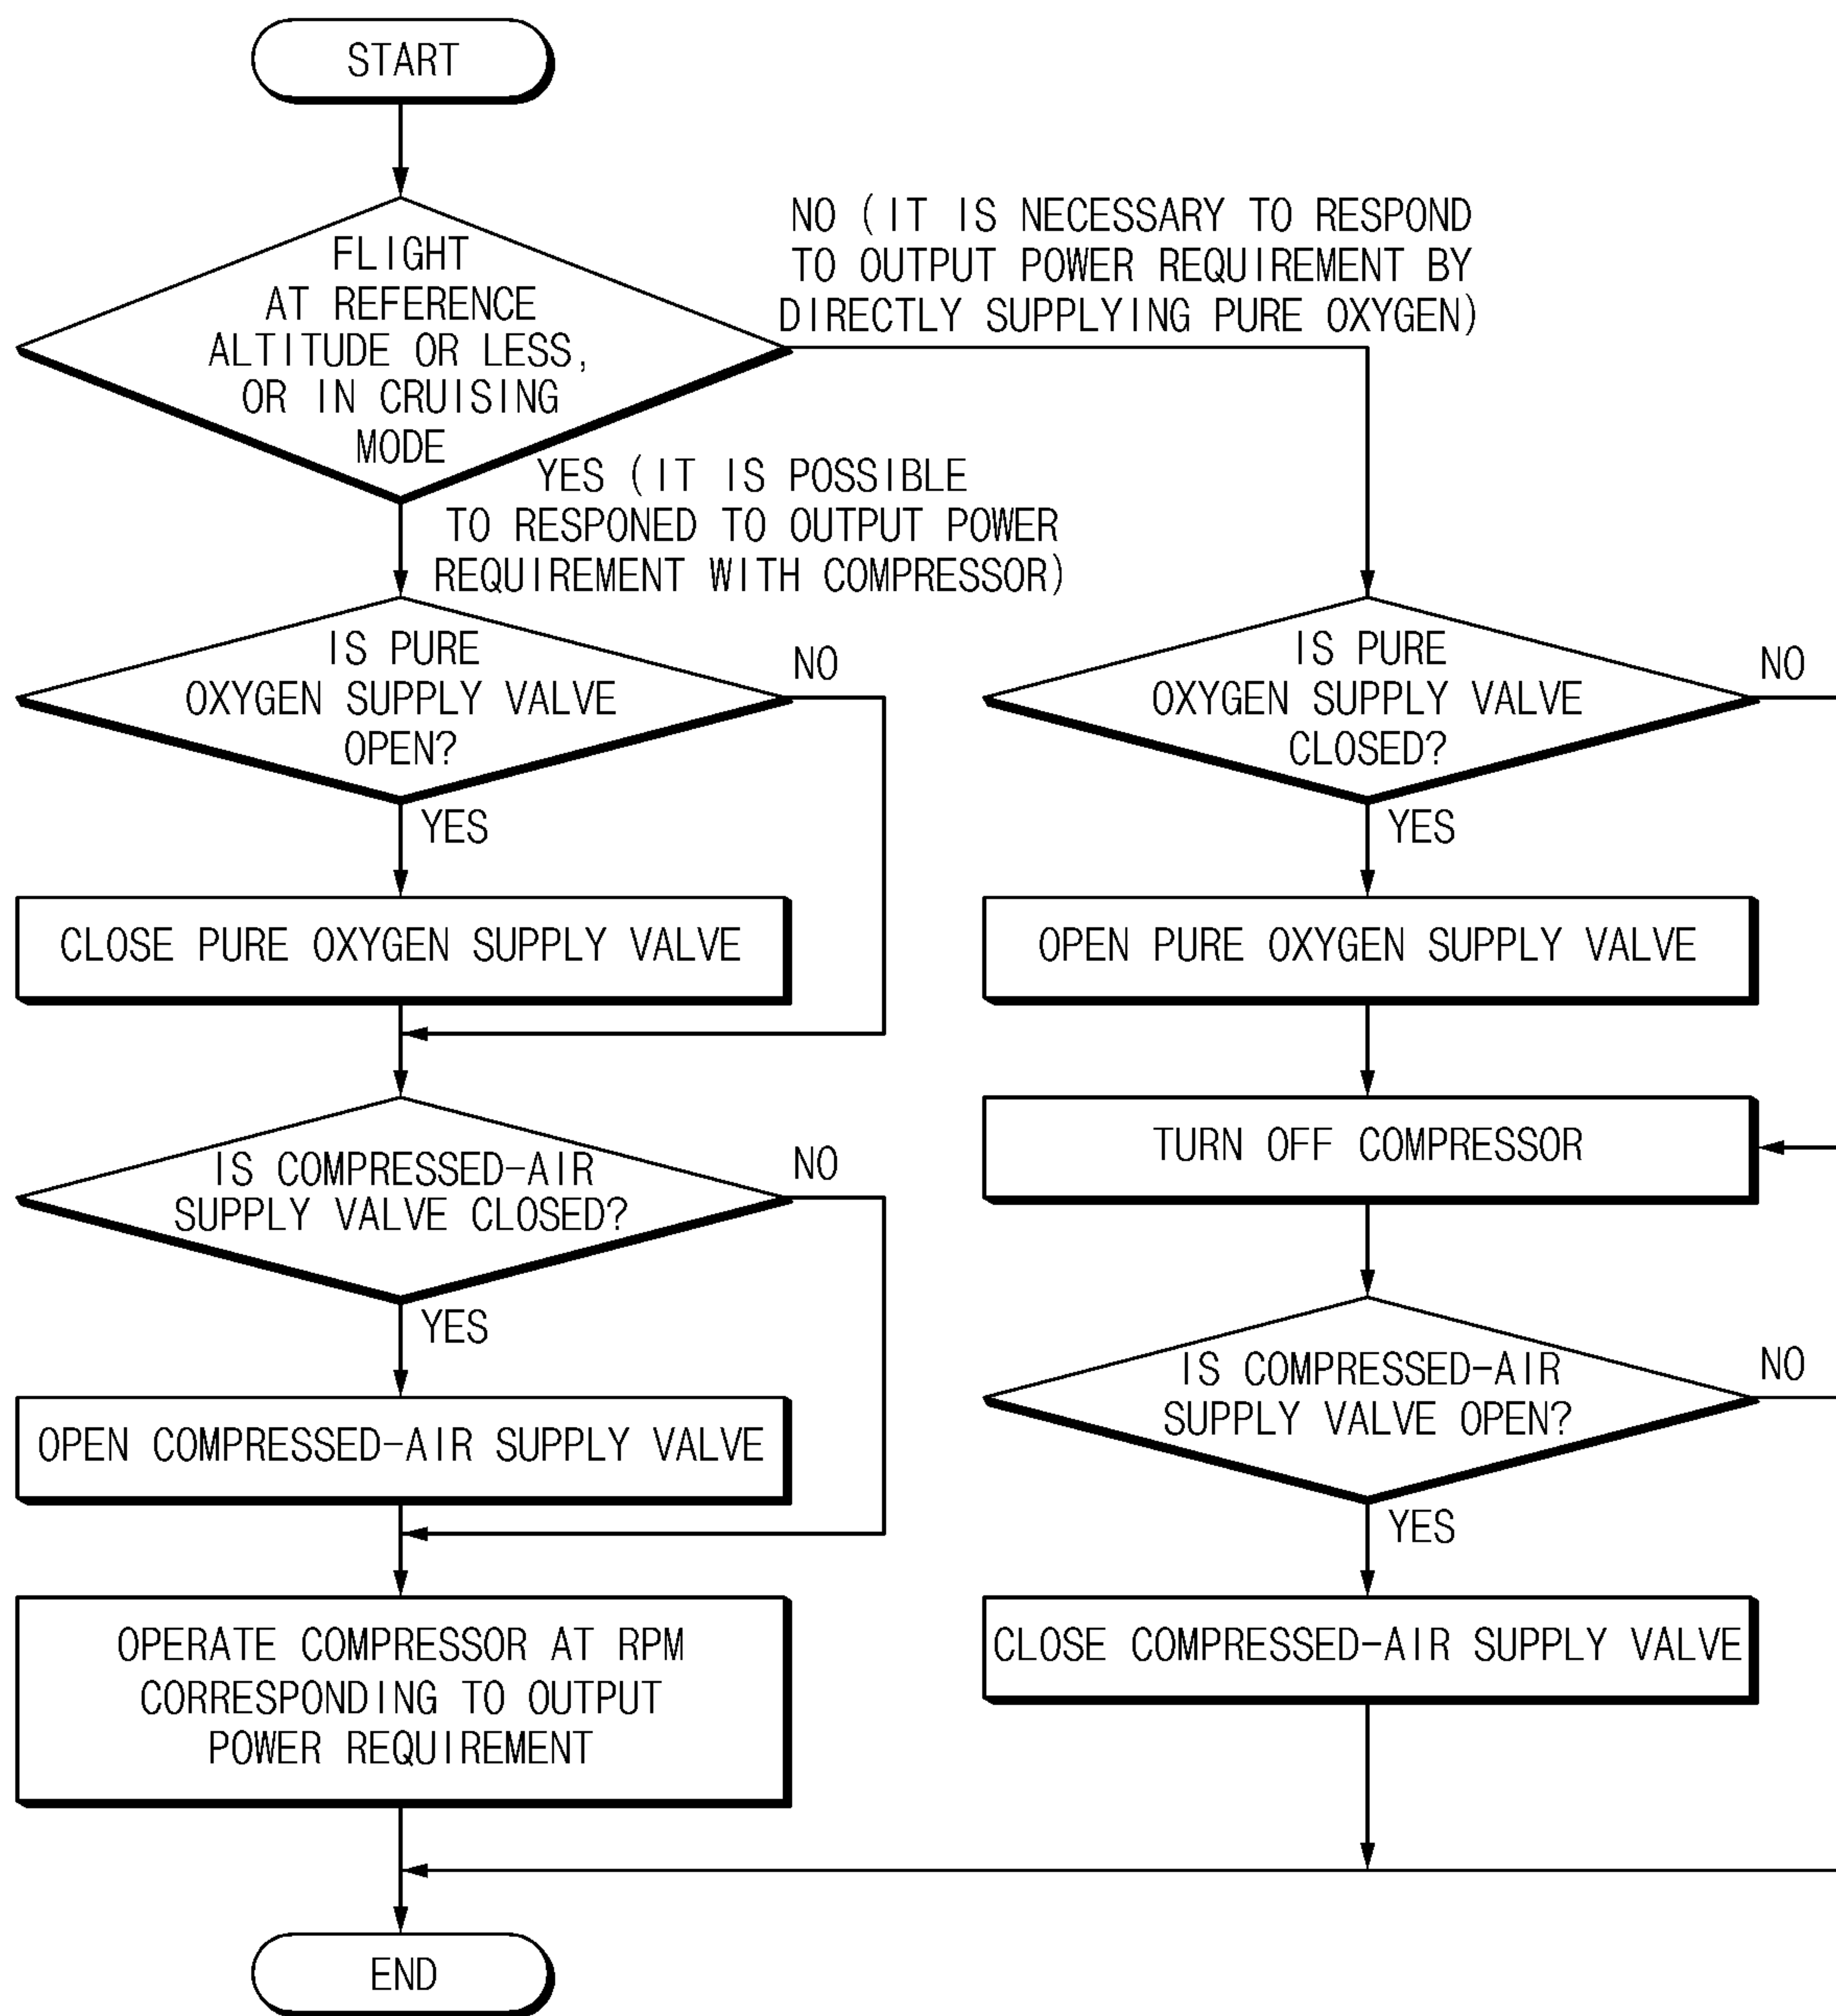 START
FLIGHT
AT REFERENCE
ALTITUDE OR LESS,
OR IN CRUISING
MODE
NO (IT IS NECESSARY TO RESPOND
TO OUTPUT POWER REQUIREMENT BY
DIRECTLY SUPPLYING PURE OXYGEN)
YES (IT IS POSSIBLE
TO RESPONED TO OUTPUT POWER
REQUIREMENT WITH COMPRESSOR)
IS PURE
OXYGEN SUPPLY VALVE
OPEN?
NO
YES
CLOSE PURE OXYGEN SUPPLY VALVE
IS COMPRESSED-AIR
SUPPLY VALVE CLOSED?
NO
YES
OPEN COMPRESSED-AIR SUPPLY VALVE
OPERATE COMPRESSOR AT RPM
CORRESPONDING TO OUTPUT
POWER REQUIREMENT
IS PURE
OXYGEN SUPPLY VALVE
CLOSED?
NO
YES
OPEN PURE OXYGEN SUPPLY VALVE
TURN OFF COMPRESSOR
IS COMPRESSED-AIR
SUPPLY VALVE OPEN?
NO
YES
CLOSE COMPRESSED-AIR SUPPLY VALVE
END